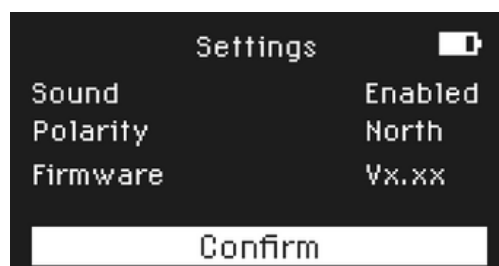 Settings
Sound Enabled
Polarity North
Firmware Vx.xx
Confirm